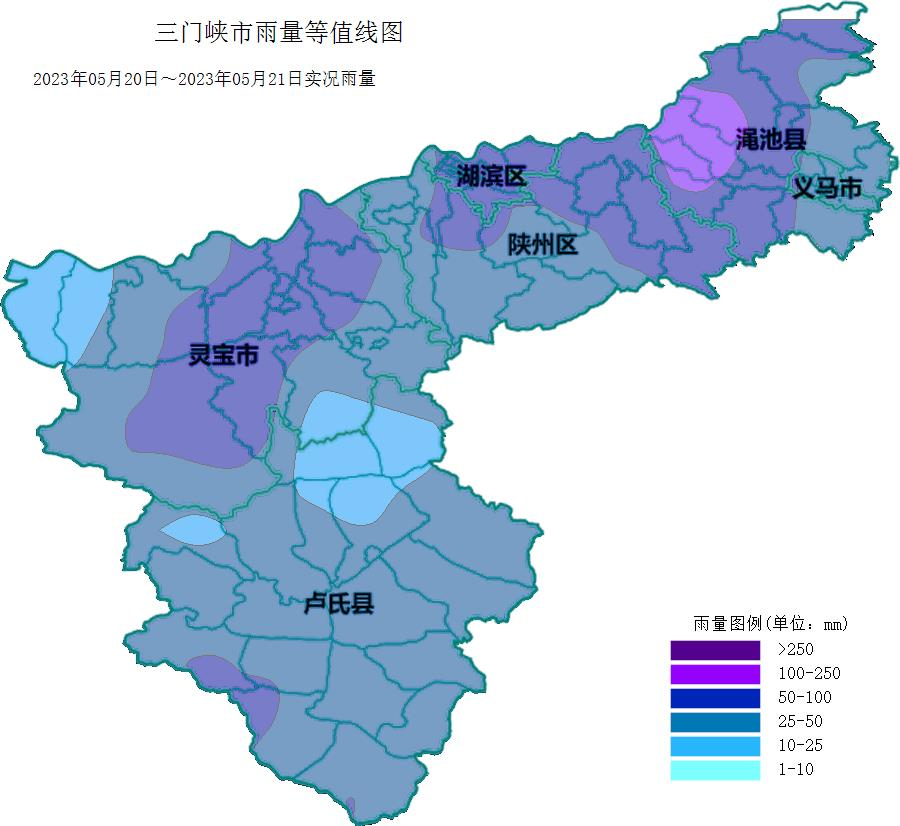 三门峡市雨量等值线图
2023年05月20日～2023年05月21日实况雨量
渑池县
湖滨区
义马市
陕州区
灵宝市
卢氏县
雨量图例(单位：mm)
>250
100-250
50-100
25-50
10-25
1-10